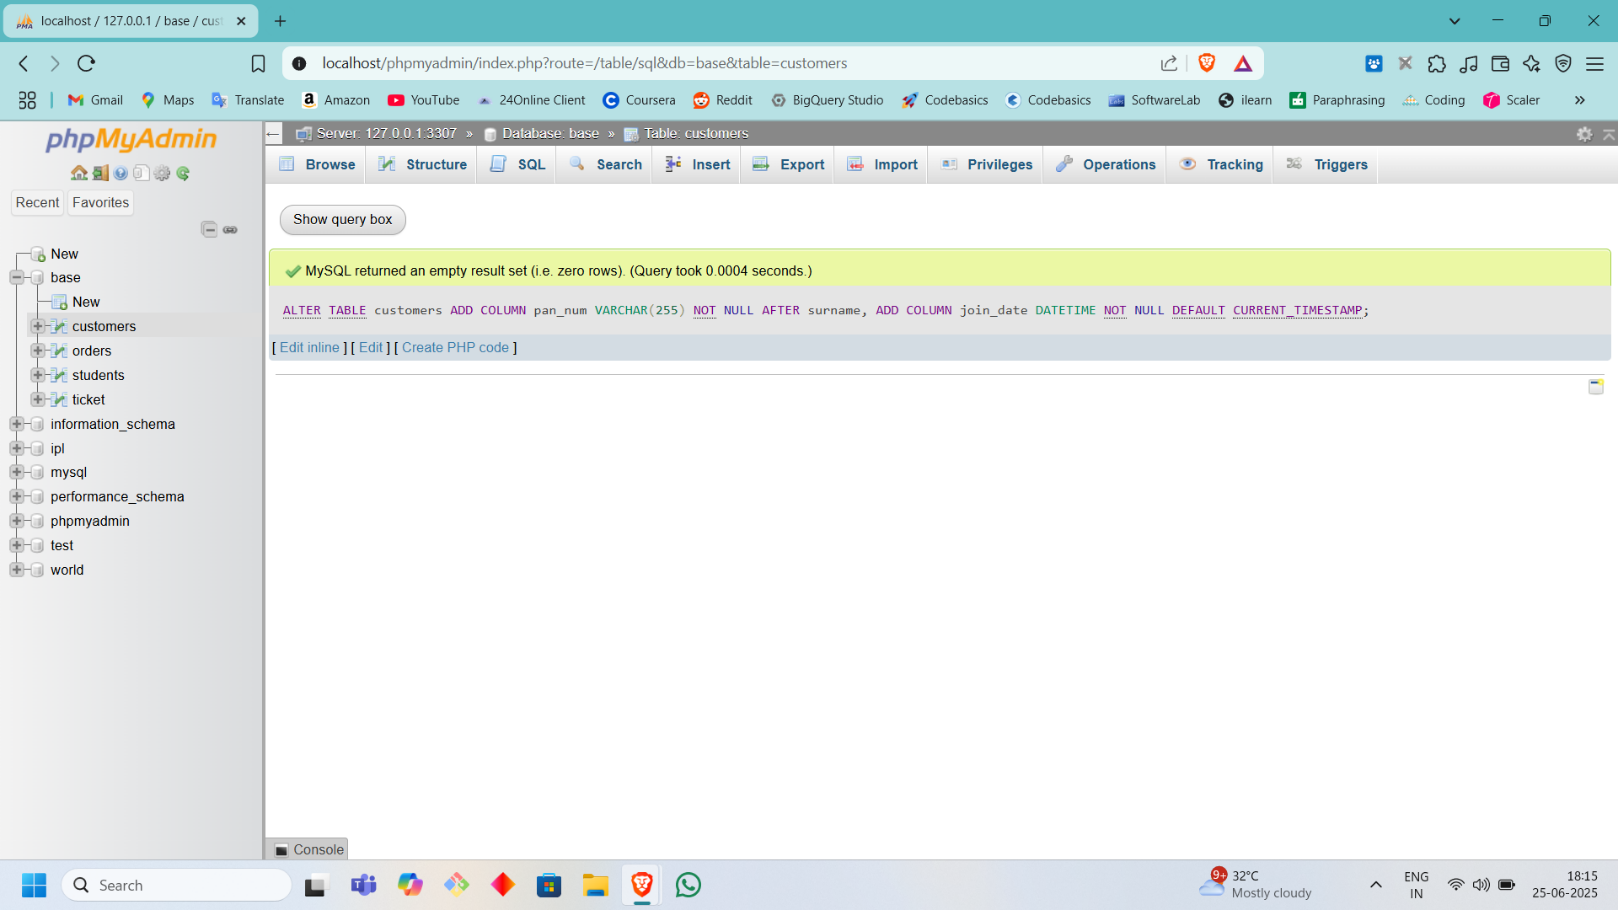 localhost / 127.0.0.1 / base / cus
localhost/phpmyadmin/index.php?route=/table/sql&db=base&table=customers
Gmail Maps Translate Amazon YouTube 24Online Client Coursera Reddit BigQuery Studio Codebasics Codebasics SoftwareLab ilearn Paraphrasing Coding Scaler »
phpMyAdmin
Recent Favorites
New
base
New
customers
orders
students
ticket
information_schema
ipl
mysql
performance_schema
phpmyadmin
test
world
Server: 127.0.0.1:3307 » Database: base » Table: customers
Browse Structure SQL Search Insert Export Import Privileges Operations Tracking Triggers
Show query box
MySQL returned an empty result set (i.e. zero rows). (Query took 0.0004 seconds.)
ALTER TABLE customers ADD COLUMN pan_num VARCHAR(255) NOT NULL AFTER surname, ADD COLUMN join_date DATETIME NOT NULL DEFAULT CURRENT_TIMESTAMP;
[ Edit inline ] [ Edit ] [ Create PHP code ]
Console
Search
9+
32°C
Mostly cloudy
ENG
IN
18:15
25-06-2025